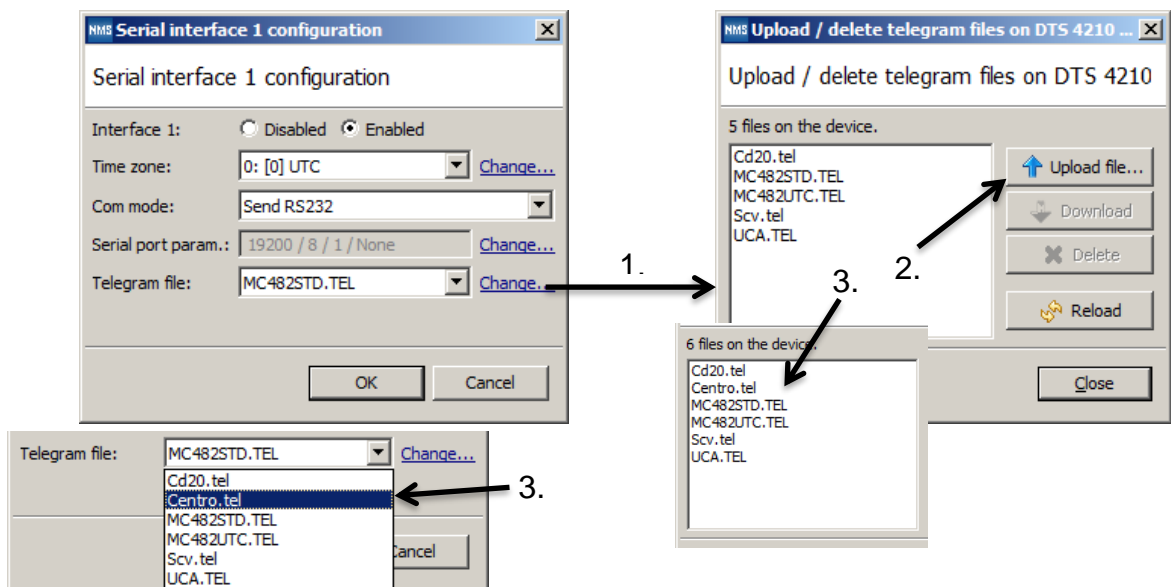 NMS Serial interface 1 configuration
Serial interface 1 configuration
Interface 1: Disabled Enabled
Time zone: 0: [0] UTC Change...
Com mode: Send RS232
Serial port param.: 19200 / 8 / 1 / None Change...
Telegram file: MC482STD.TEL Change...
OK Cancel
1.
NMS Upload / delete telegram files on DTS 4210 ...
Upload / delete telegram files on DTS 4210
5 files on the device.
Cd20.tel
MC482STD.TEL
MC482UTC.TEL
Scv.tel
UCA.TEL
Upload file...
Download
Delete
Reload
Close
2.
3.
6 files on the device.
Cd20.tel
Centro.tel
MC482STD.TEL
MC482UTC.TEL
Scv.tel
UCA.TEL
Telegram file: MC482STD.TEL Change...
Cd20.tel
Centro.tel
MC482STD.TEL
MC482UTC.TEL
Scv.tel
UCA.TEL
Cancel
3.